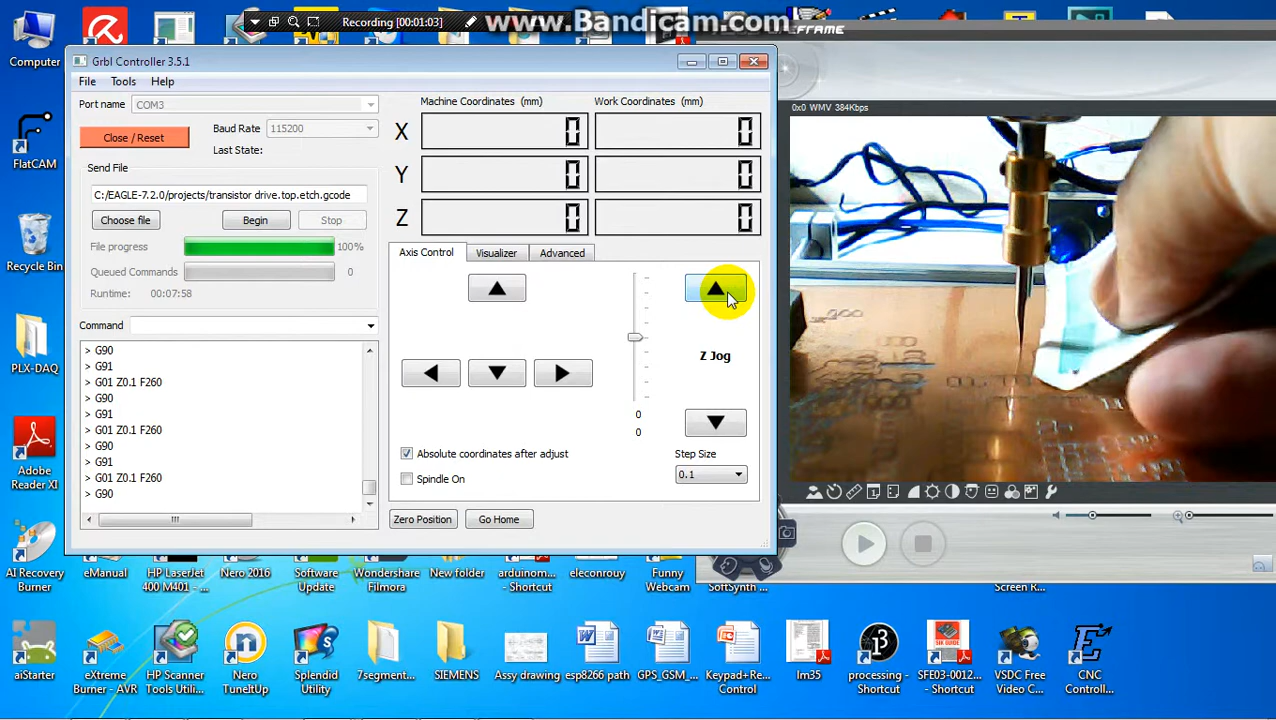 Recording [00:01:03]
www.Bandicam.com
Grbl Controller 3.5.1
File Tools Help
Port name COM3
Close / Reset
Baud Rate 115200
Last State:
Send File
C:/EAGLE-7.2.0/projects/transistor drive.top.etch.gcode
Choose file Begin Stop
File progress 100%
Queued Commands 0
Runtime: 00:07:58
Command
> G90
> G91
> G01 Z0.1 F260
> G90
> G91
> G01 Z0.1 F260
> G90
> G91
> G01 Z0.1 F260
> G90
Machine Coordinates (mm) Work Coordinates (mm)
X 0 0
Y 0 0
Z 0 0
Axis Control Visualizer Advanced
Z Jog
0
0
Absolute coordinates after adjust
Spindle On
Step Size
0.1
Zero Position Go Home
0x0 WMV 384Kbps
Computer
FlatCAM
Recycle Bin
PLX-DAQ
Adobe
Reader XI
AI Recovery
Burner
eManual
HP LaserJet
400 M401 - ...
Nero 2016
Software
Update
Wondershare
Filmora
New folder
arduinom...
- Shortcut
eleconrouy
Funny
Webcam
SoftSynth ...
Screen R...
aiStarter
eXtreme
Burner - AVR
HP Scanner
Tools Utili...
Nero
TuneItUp
Splendid
Utility
7segment...
SIEMENS
Assy drawing
esp8266 path
GPS_GSM_...
Keypad+Re...
Control
lm35
processing -
Shortcut
SFE03-0012...
- Shortcut
VSDC Free
Video C...
CNC
Controll...